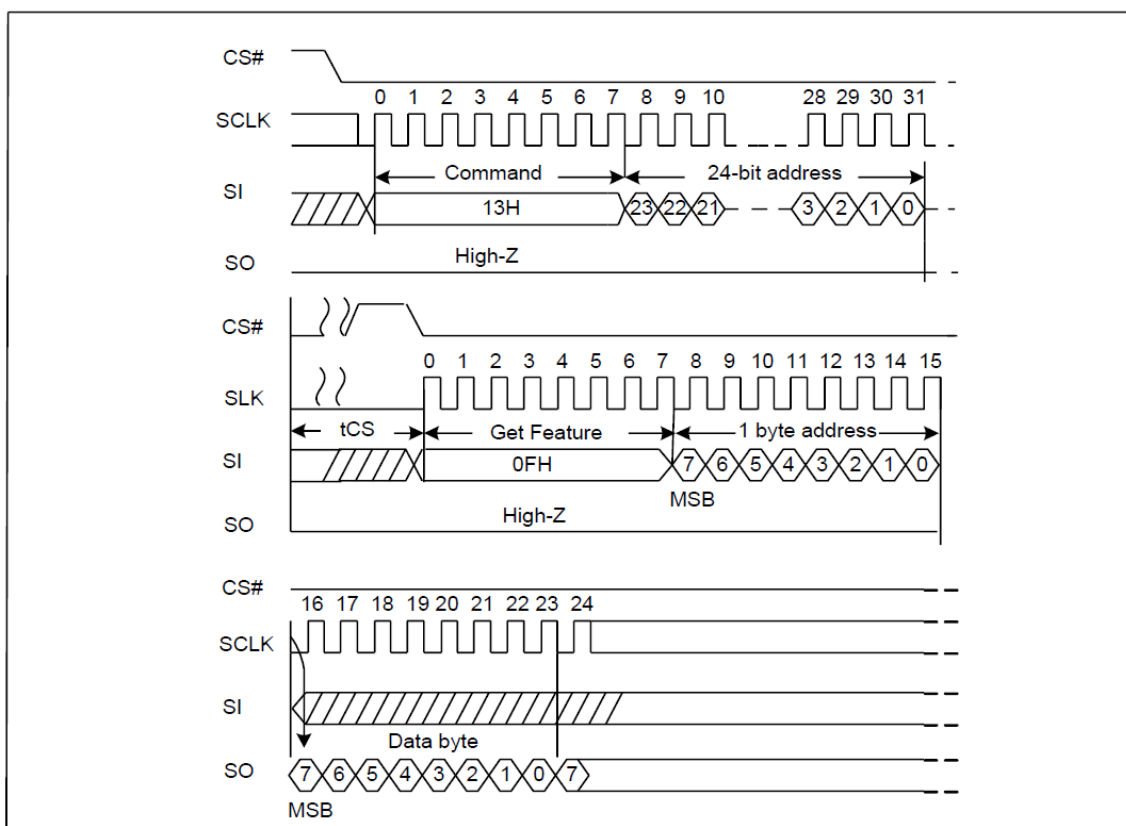 CS#
0 1 2 3 4 5 6 7 8 9 10 28 29 30 31
SCLK
Command 24-bit address
SI
13H 23 22 21 3 2 1 0
High-Z
SO
CS#
0 1 2 3 4 5 6 7 8 9 10 11 12 13 14 15
SLK
tCS Get Feature 1 byte address
SI 0FH 7 6 5 4 3 2 1 0
MSB
High-Z
SO
CS#
16 17 18 19 20 21 22 23 24
SCLK
SI
Data byte
SO 7 6 5 4 3 2 1 0 7
MSB